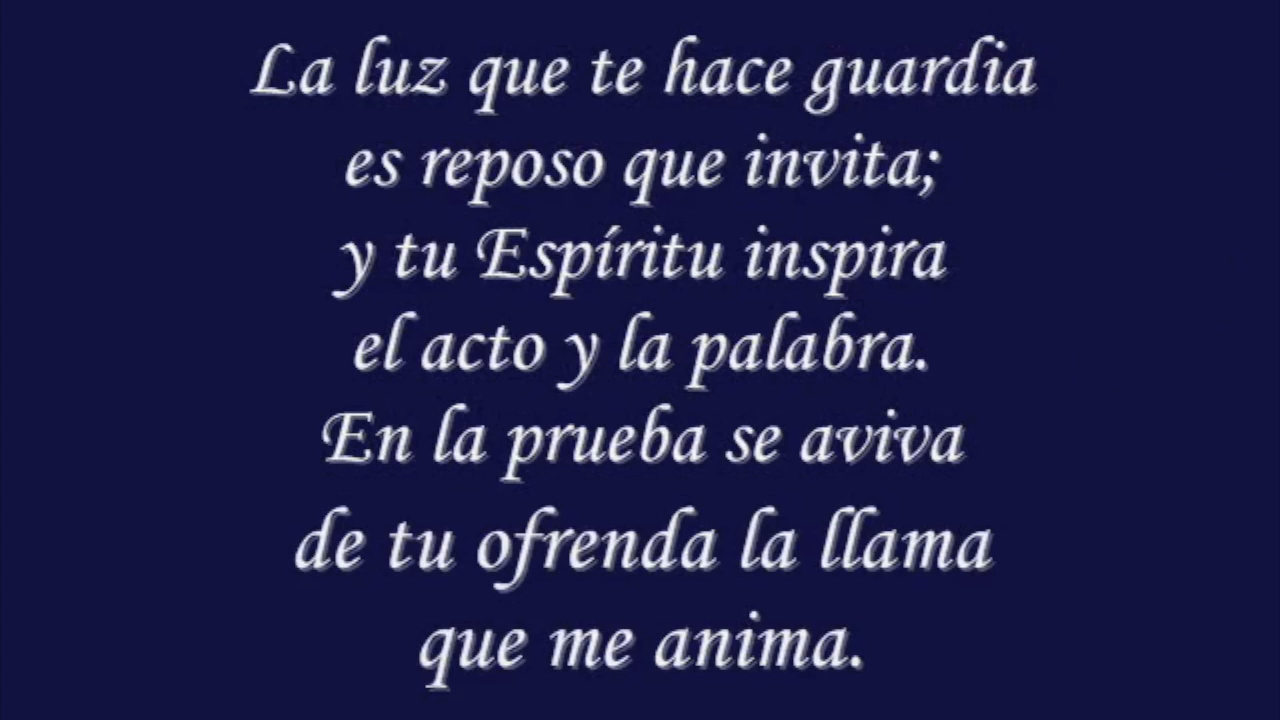 La luz que te hace guardia
es reposo que invita;
y tu Espíritu inspira
el acto y la palabra.
En la prueba se aviva
de tu ofrenda la llama
que me anima.